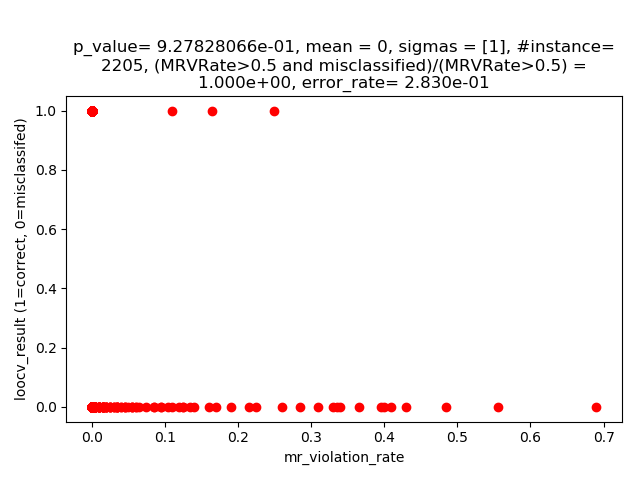 p_value= 9.27828066e-01, mean = 0, sigmas = [1], #instance=
2205, (MRVRate>0.5 and misclassified)/(MRVRate>0.5) =
1.000e+00, error_rate= 2.830e-01
loocv_result (1=correct, 0=misclassifed)
1.0
0.8
0.6
0.4
0.2
0.0
0.0 0.1 0.2 0.3 0.4 0.5 0.6 0.7
mr_violation_rate